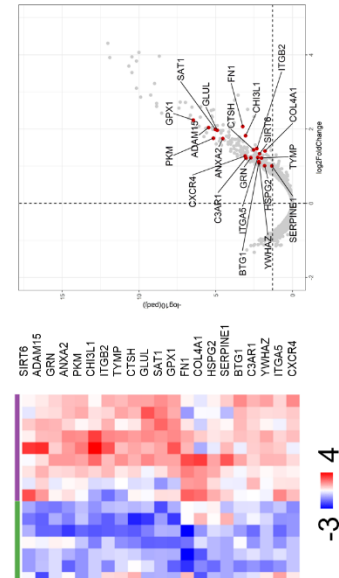 SIRT6
ADAM15
GRN
ANXA2
PKM
CHI3L1
ITGB2
TYMP
CTSH
GLUL
SAT1
GPX1
FN1
COL4A1
HSPG2
SERPINE1
BTG1
C3AR1
YWHAZ
ITGA5
CXCR4
-3
4
-log10(padj)
15
10
5
0
log2FoldChange
-2
0
2
4
PKM
ADAM15
GPX1
SAT1
GLUL
ANXA2
CTSH
FN1
CHI3L1
ITGB2
SIRT6
COL4A1
TYMP
CXCR4
C3AR1
GRN
ITGA5
BTG1
HSPG2
YWHAZ
SERPINE1